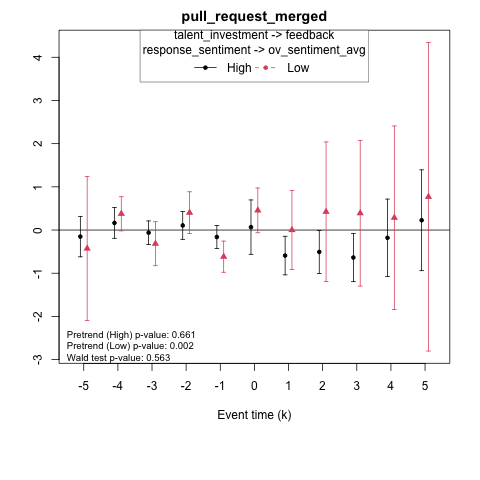 pull_request_merged
talent_investment -> feedback
response_sentiment -> ov_sentiment_avg
High Low
4
3
2
1
0
-1
-2
-3
Pretrend (High) p-value: 0.661
Pretrend (Low) p-value: 0.002
Wald test p-value: 0.563
-5 -4 -3 -2 -1 0 1 2 3 4 5
Event time (k)